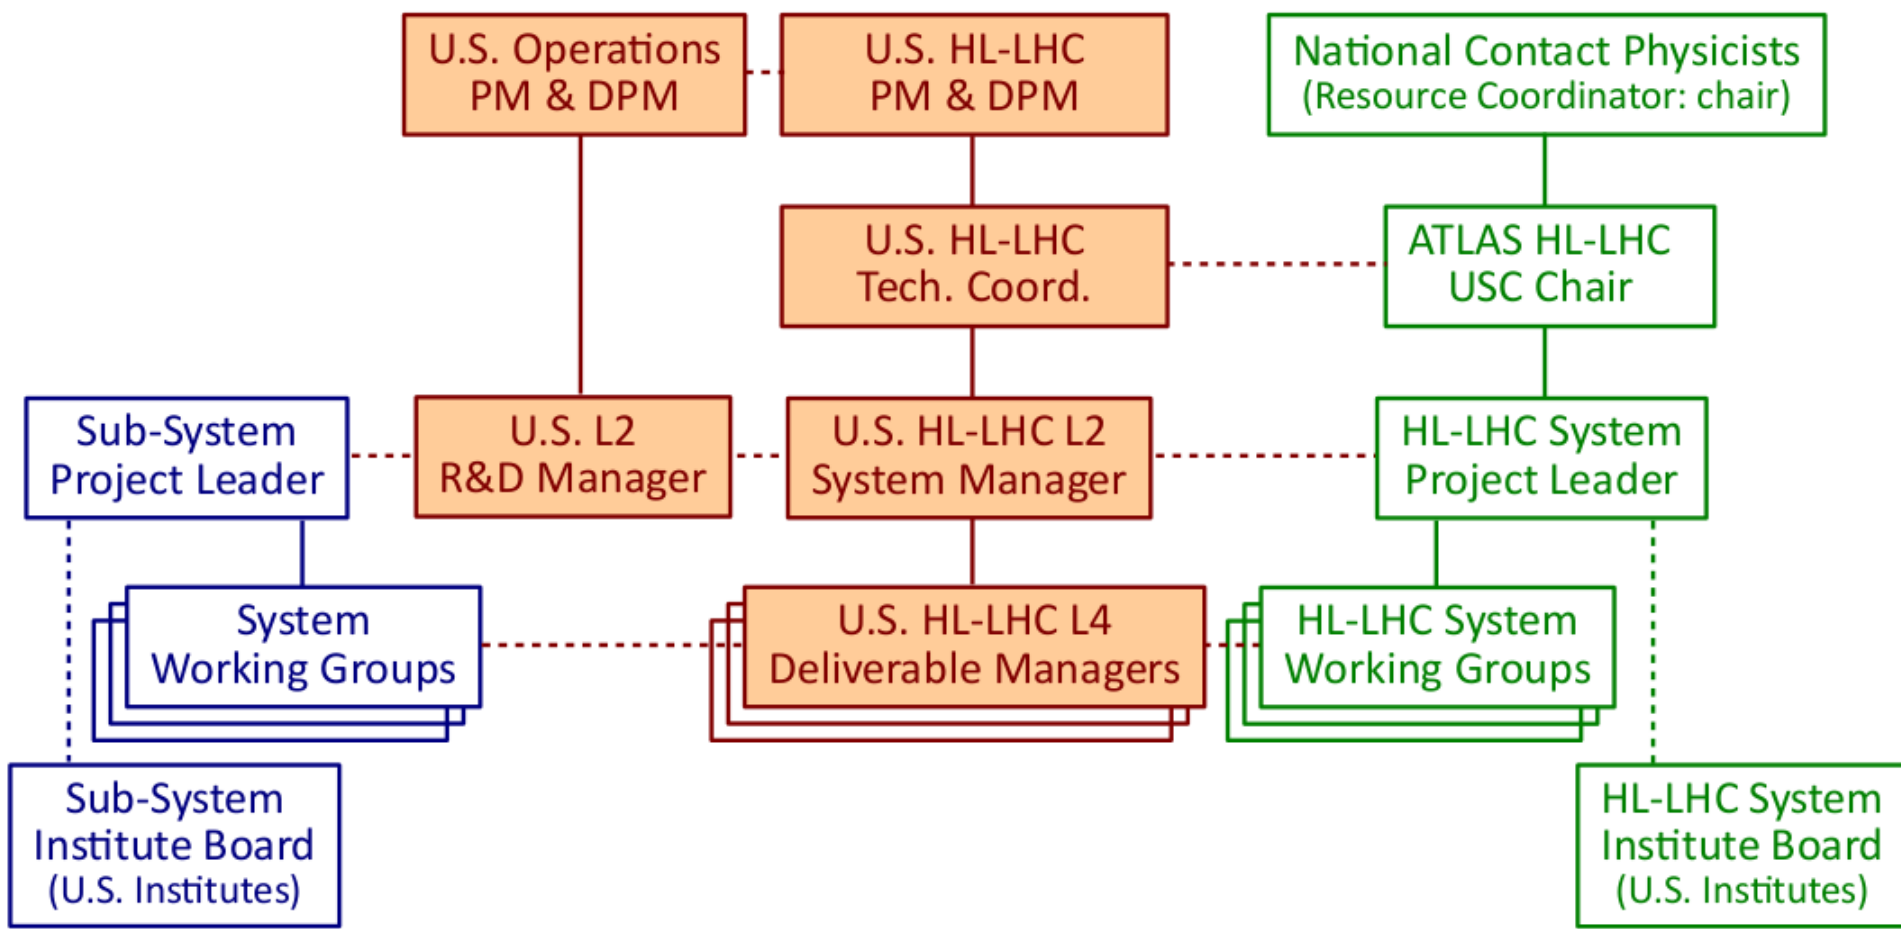 U.S. Operations
PM & DPM
U.S. HL-LHC
PM & DPM
National Contact Physicists
(Resource Coordinator: chair)
U.S. HL-LHC
Tech. Coord.
ATLAS HL-LHC
USC Chair
Sub-System
Project Leader
U.S. L2
R&D Manager
U.S. HL-LHC L2
System Manager
HL-LHC System
Project Leader
System
Working Groups
U.S. HL-LHC L4
Deliverable Managers
HL-LHC System
Working Groups
Sub-System
Institute Board
(U.S. Institutes)
HL-LHC System
Institute Board
(U.S. Institutes)